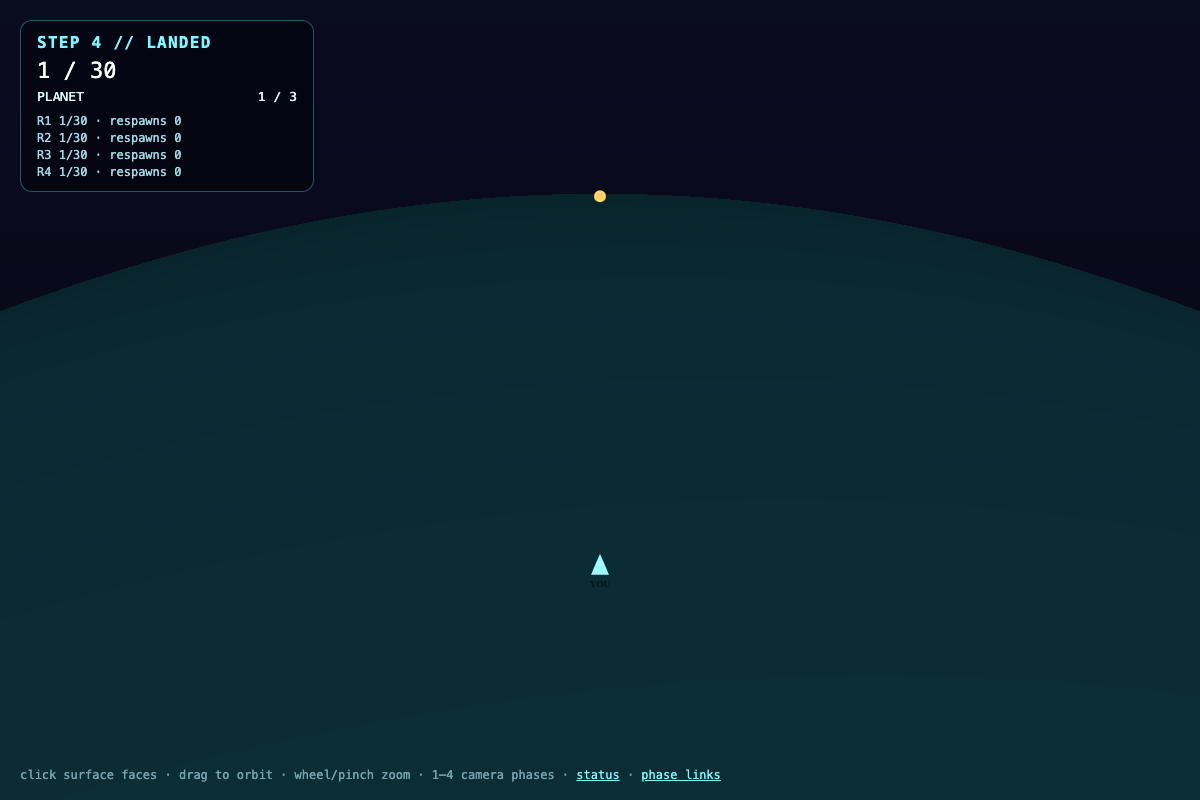 STEP 4 // LANDED
1 / 30
PLANET 1 / 3
R1 1/30 · respawns 0
R2 1/30 · respawns 0
R3 1/30 · respawns 0
R4 1/30 · respawns 0
YOU
click surface faces · drag to orbit · wheel/pinch zoom · 1–4 camera phases · status · phase links